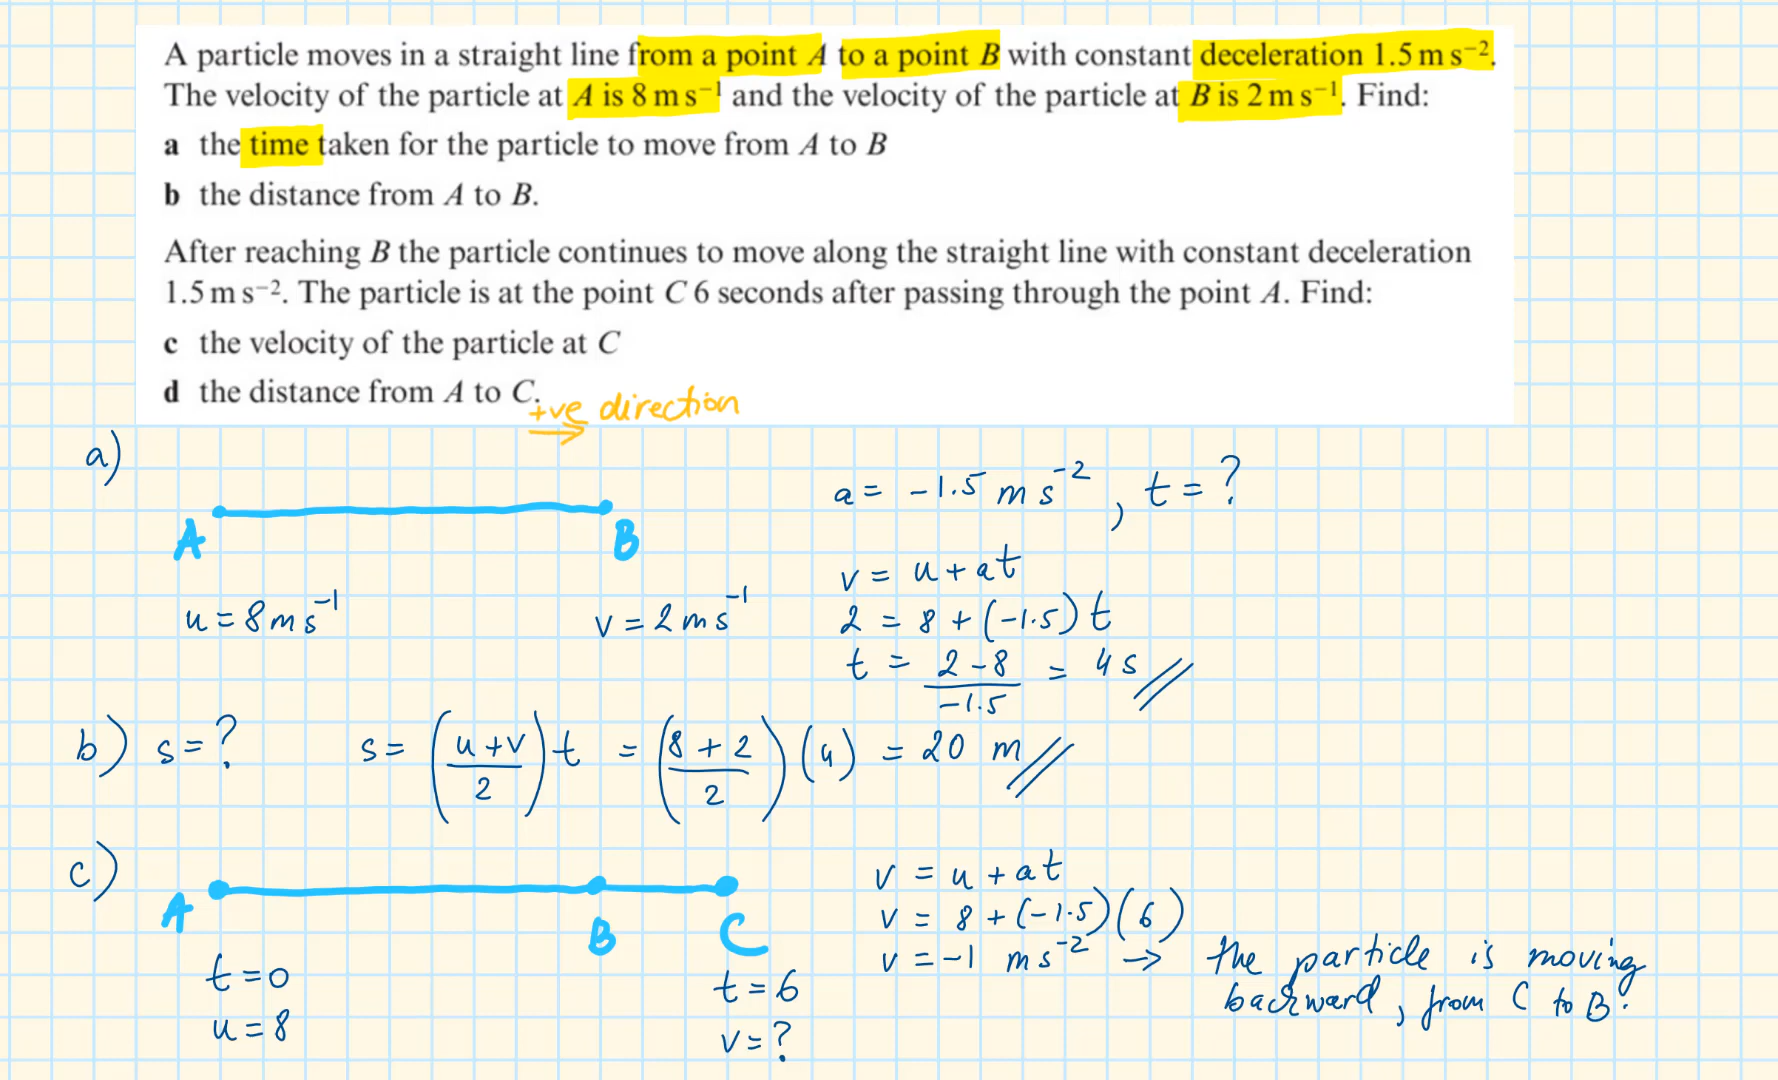 A particle moves in a straight line from a point A to a point B with constant deceleration 1.5 m s⁻².
The velocity of the particle at A is 8 m s⁻¹ and the velocity of the particle at B is 2 m s⁻¹. Find:
a the time taken for the particle to move from A to B
b the distance from A to B.
After reaching B the particle continues to move along the straight line with constant deceleration
1.5 m s⁻². The particle is at the point C 6 seconds after passing through the point A. Find:
c the velocity of the particle at C
d the distance from A to C.
+ve direction
→
a)
A B
u = 8 m s⁻¹ v = 2 m s⁻¹
a = -1.5 m s⁻² , t = ?
v = u + at
2 = 8 + (-1.5) t
t = (2 - 8)/(-1.5) = 4 s //
b) s = ? s = ((u + v)/2) t = ((8 + 2)/2) (4) = 20 m //
c)
A B C
t = 0 t = 6
u = 8 v = ?
v = u + at
v = 8 + (-1.5)(6)
v = -1 m s⁻² → the particle is moving
backward, from C to B.